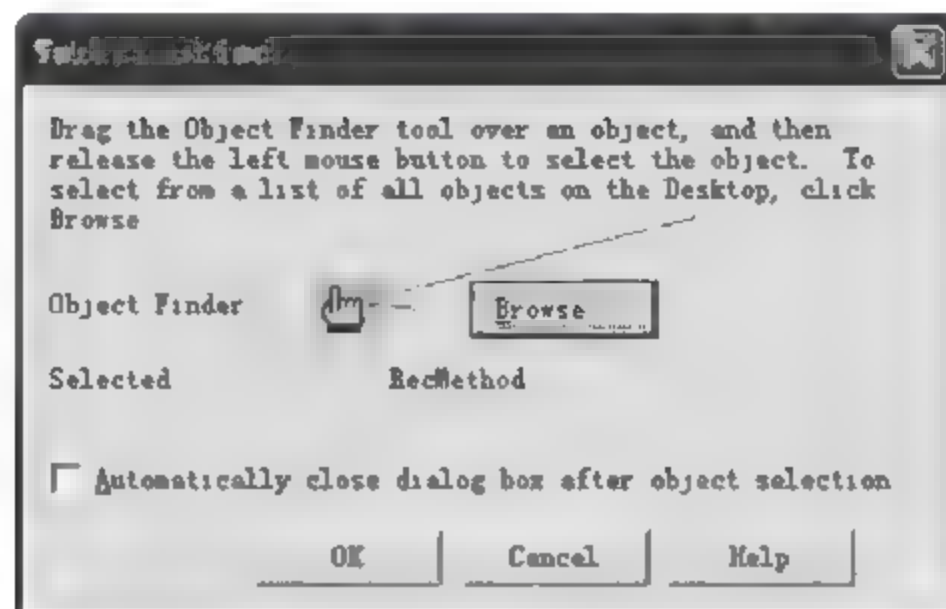 Drag the Object Finder tool over an object, and then
release the left mouse button to select the object. To
select from a list of all objects on the Desktop, click
Browse
Object Finder Browse
Selected RecMethod
Automatically close dialog box after object selection
OK Cancel Help